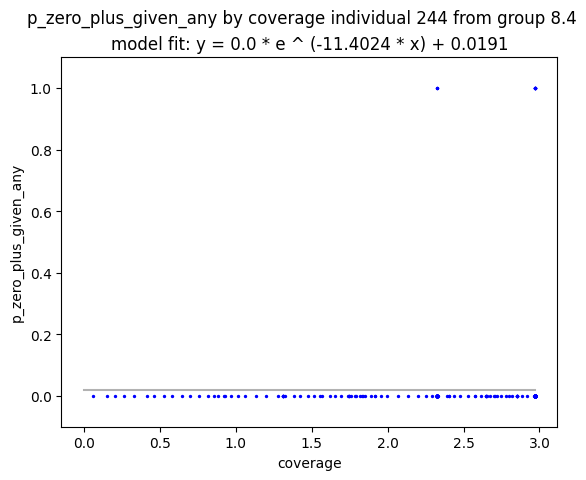 p_zero_plus_given_any by coverage individual 244 from group 8.4
model fit: y = 0.0 * e ^ (-11.4024 * x) + 0.0191
1.0
0.8
0.6
0.4
0.2
0.0
p_zero_plus_given_any
0.0 0.5 1.0 1.5 2.0 2.5 3.0
coverage